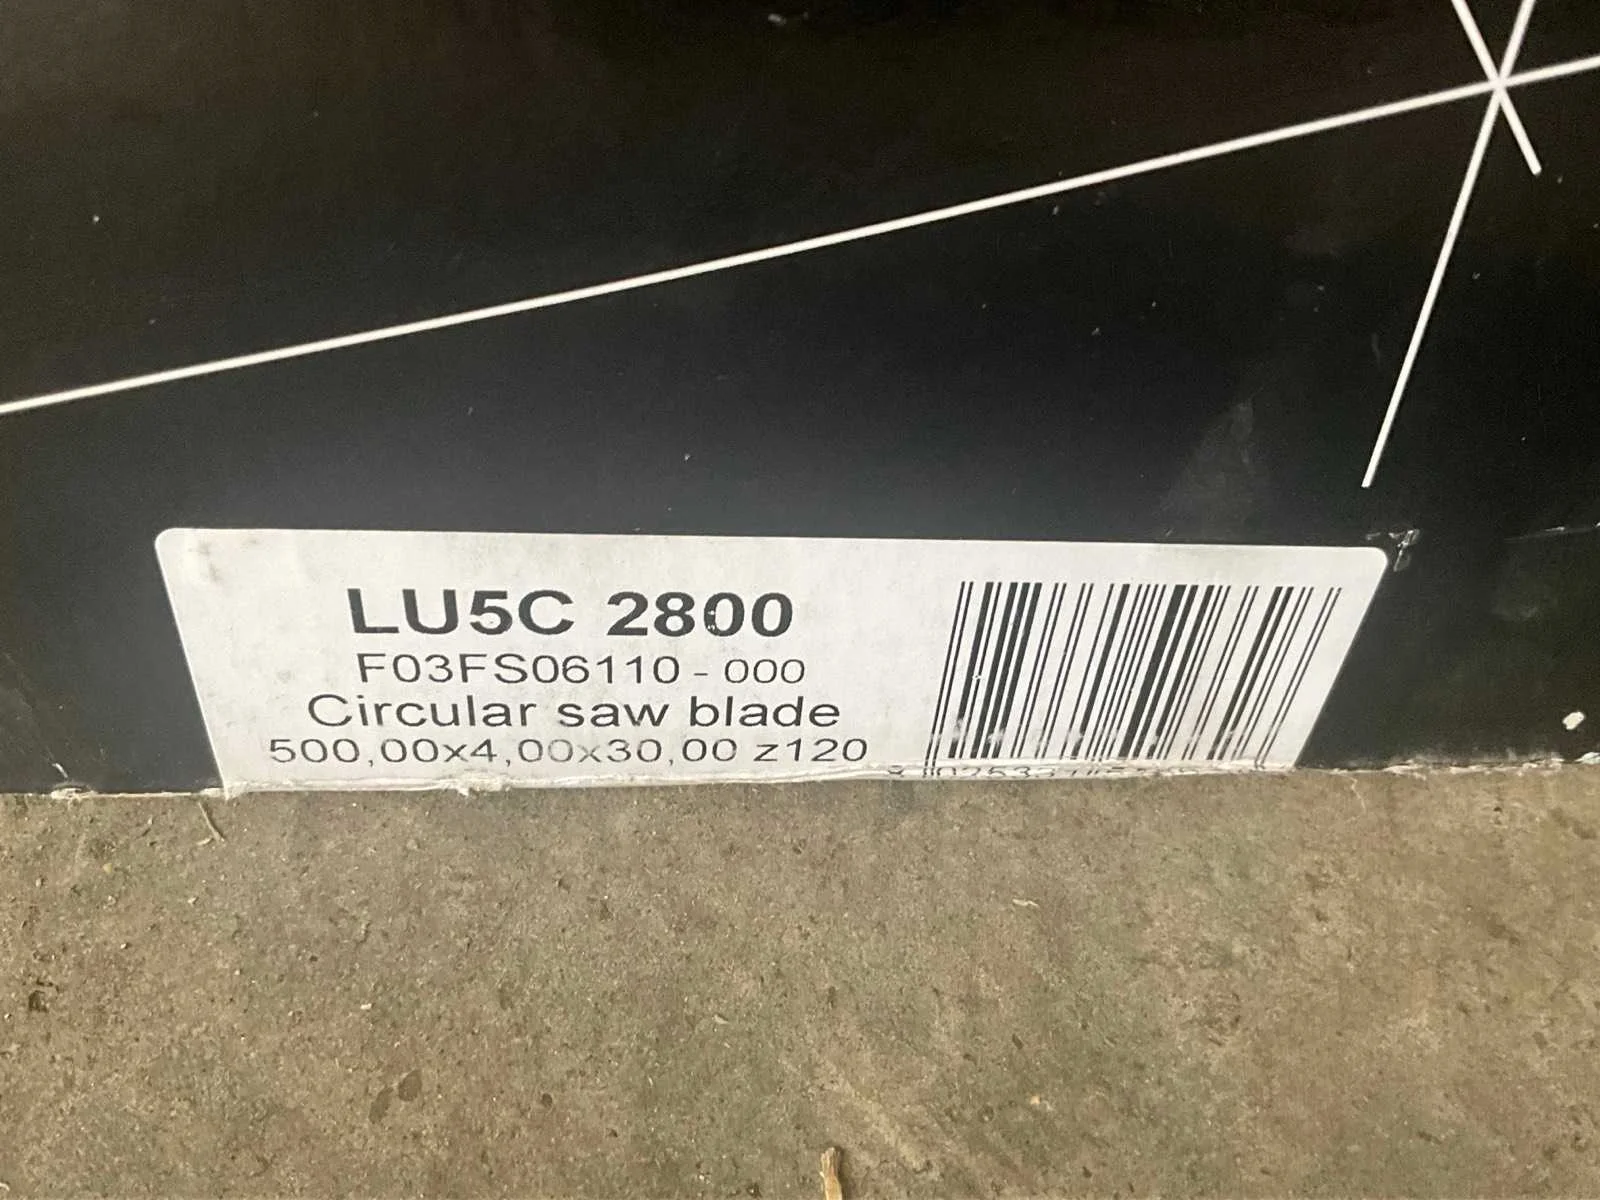 LU5C 2800
F03FS06110-000
Circular saw blade
500,00x4,00x30,00 z120